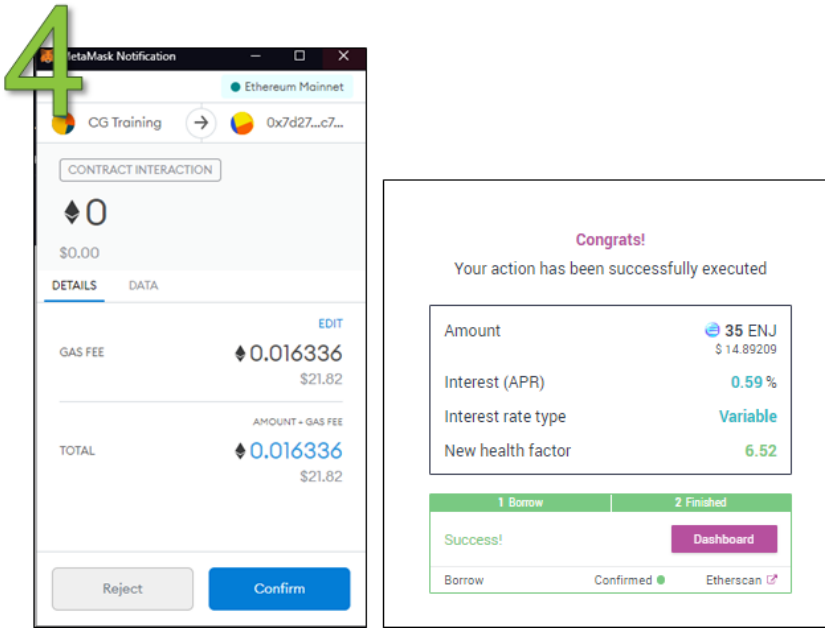 4
MetaMask Notification
Ethereum Mainnet
CG Training 0x7d27...c7...
CONTRACT INTERACTION
0
$0.00
DETAILS DATA
EDIT
GAS FEE 0.016336
$21.82
AMOUNT + GAS FEE
TOTAL 0.016336
$21.82
Reject Confirm
Congrats!
Your action has been successfully executed
Amount 35 ENJ
$ 14.89209
Interest (APR) 0.59 %
Interest rate type Variable
New health factor 6.52
1 Borrow 2 Finished
Success! Dashboard
Borrow Confirmed Etherscan